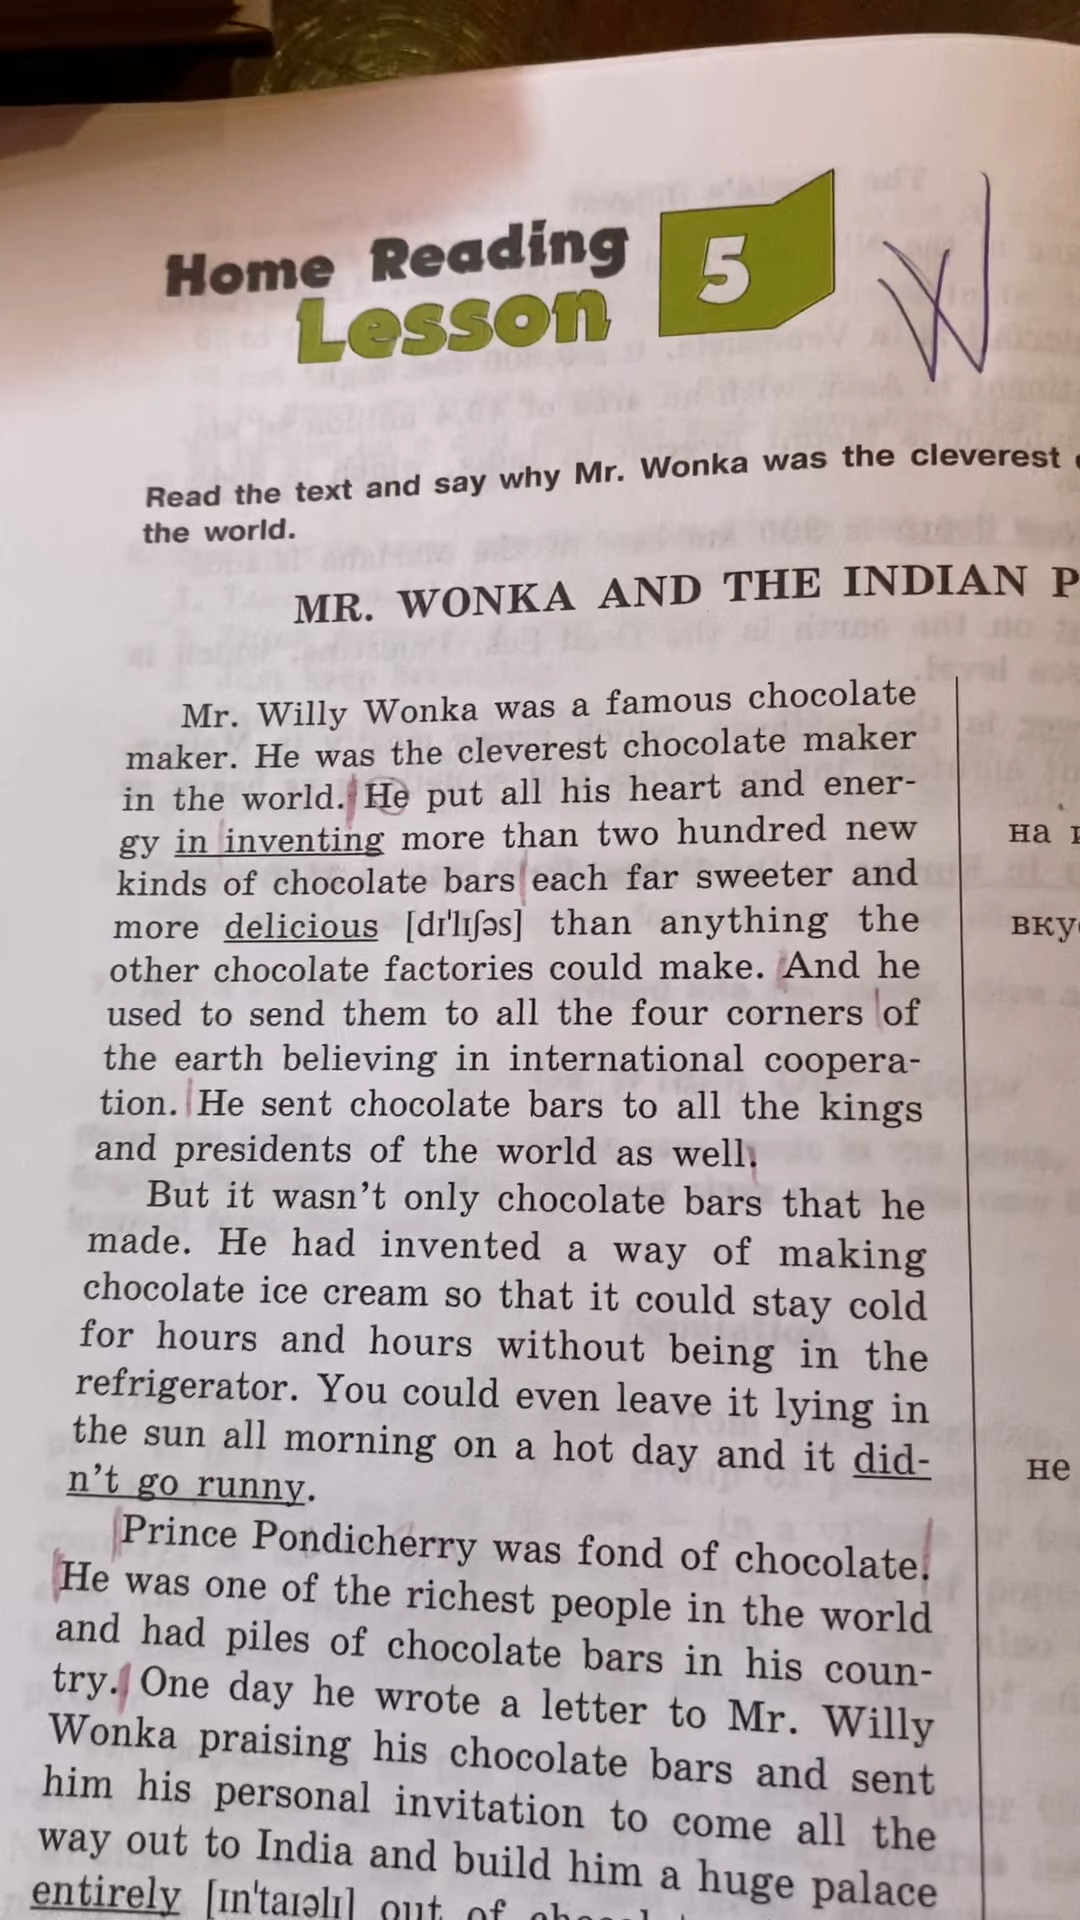 Home Reading
Lesson 5
Read the text and say why Mr. Wonka was the cleverest
the world.
MR. WONKA AND THE INDIAN P
Mr. Willy Wonka was a famous chocolate
maker. He was the cleverest chocolate maker
in the world. He put all his heart and ener-
gy in inventing more than two hundred new
kinds of chocolate bars each far sweeter and
more delicious [dɪ'lɪʃəs] than anything the
other chocolate factories could make. And he
used to send them to all the four corners of
the earth believing in international coopera-
tion. He sent chocolate bars to all the kings
and presidents of the world as well.
But it wasn't only chocolate bars that he
made. He had invented a way of making
chocolate ice cream so that it could stay cold
for hours and hours without being in the
refrigerator. You could even leave it lying in
the sun all morning on a hot day and it did-
n't go runny.
Prince Pondicherry was fond of chocolate.
He was one of the richest people in the world
and had piles of chocolate bars in his coun-
try. One day he wrote a letter to Mr. Willy
Wonka praising his chocolate bars and sent
him his personal invitation to come all the
way out to India and build him a huge palace
entirely [ɪn'taɪəlɪ] out of
на
вку
не